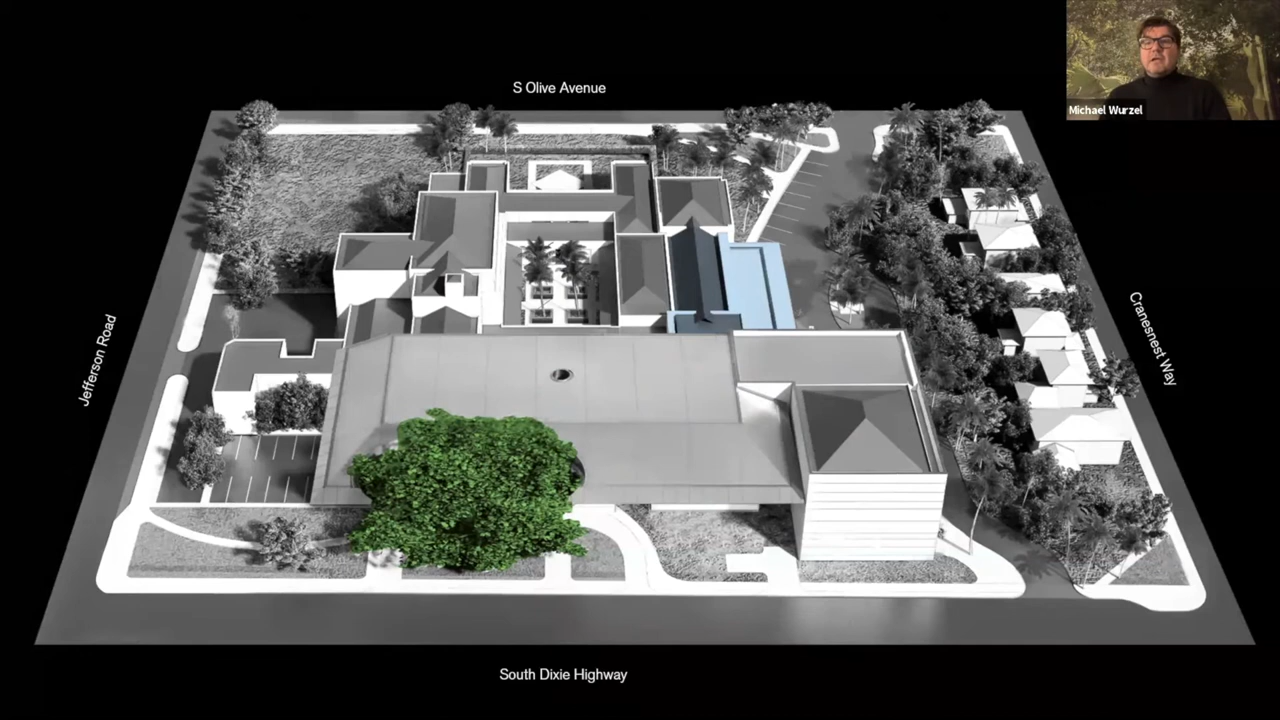 S Olive Avenue
Michael Wurzel
Jefferson Road
Cranesnest Way
South Dixie Highway